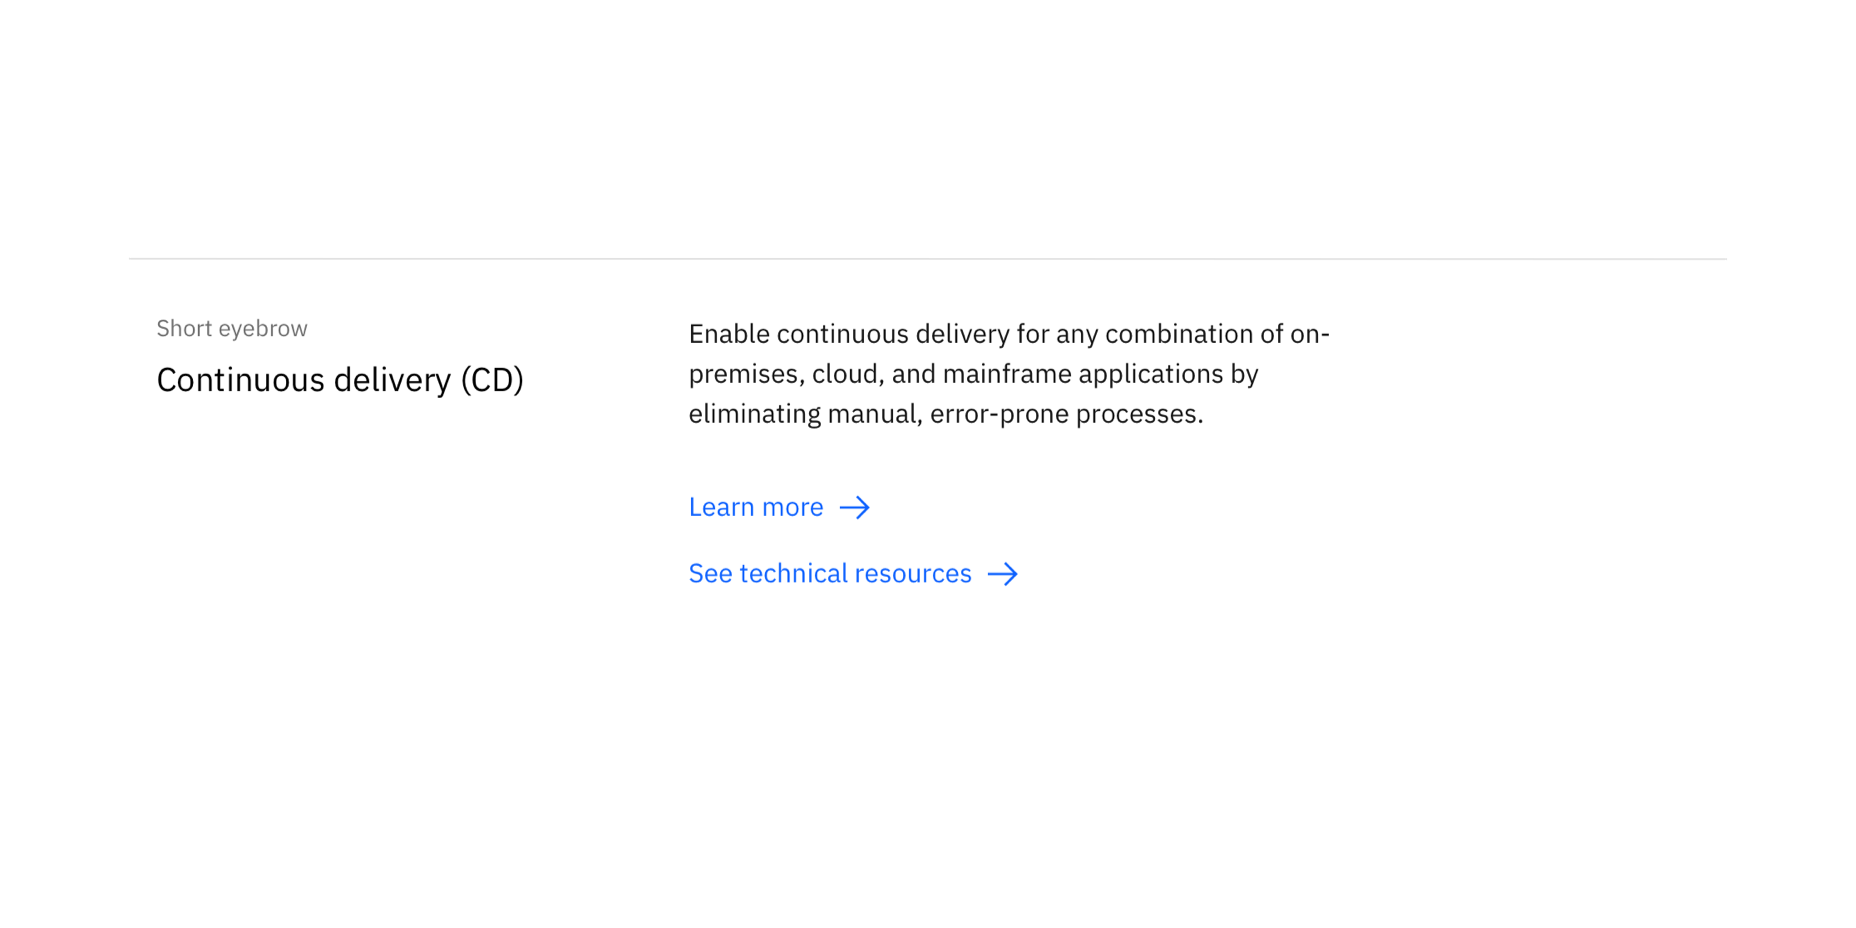 Short eyebrow
Continuous delivery (CD)
Enable continuous delivery for any combination of on-
premises, cloud, and mainframe applications by
eliminating manual, error-prone processes.
Learn more
See technical resources